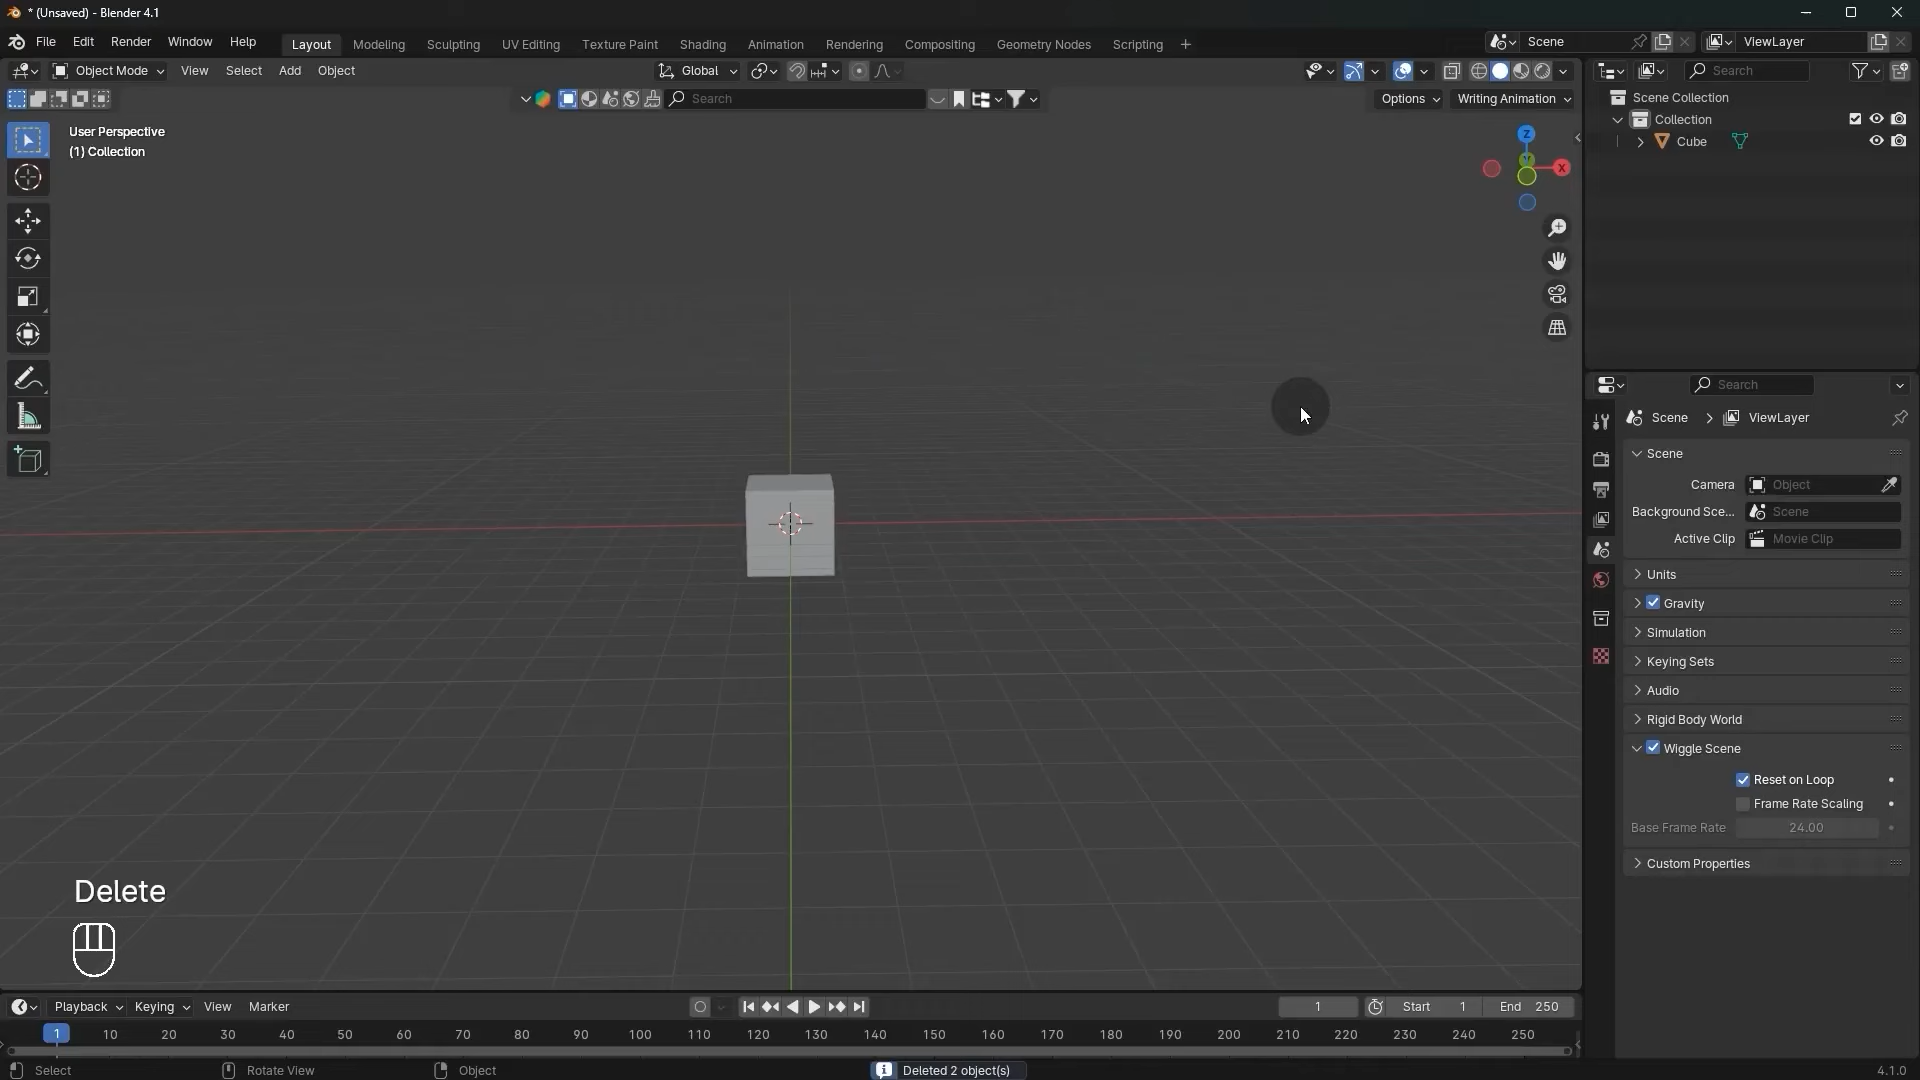 * (Unsaved) - Blender 4.1
File Edit Render Window Help Layout Modeling Sculpting UV Editing Texture Paint Shading Animation Rendering Compositing Geometry Nodes Scripting + Scene ViewLayer
Object Mode View Select Add Object Global Search
Search Options Writing Animation Scene Collection
User Perspective
(1) Collection
Collection
Cube
Z
X
Search
Scene > ViewLayer
Scene
Camera Object
Background Sce... Scene
Active Clip Movie Clip
Units
Gravity
Simulation
Keying Sets
Audio
Rigid Body World
Wiggle Scene
Reset on Loop
Frame Rate Scaling
Base Frame Rate 24.00
Custom Properties
Delete
Playback Keying View Marker 1 Start 1 End 250
1 10 20 30 40 50 60 70 80 90 100 110 120 130 140 150 160 170 180 190 200 210 220 230 240 250
Select Rotate View Object Deleted 2 object(s) 4.1.0